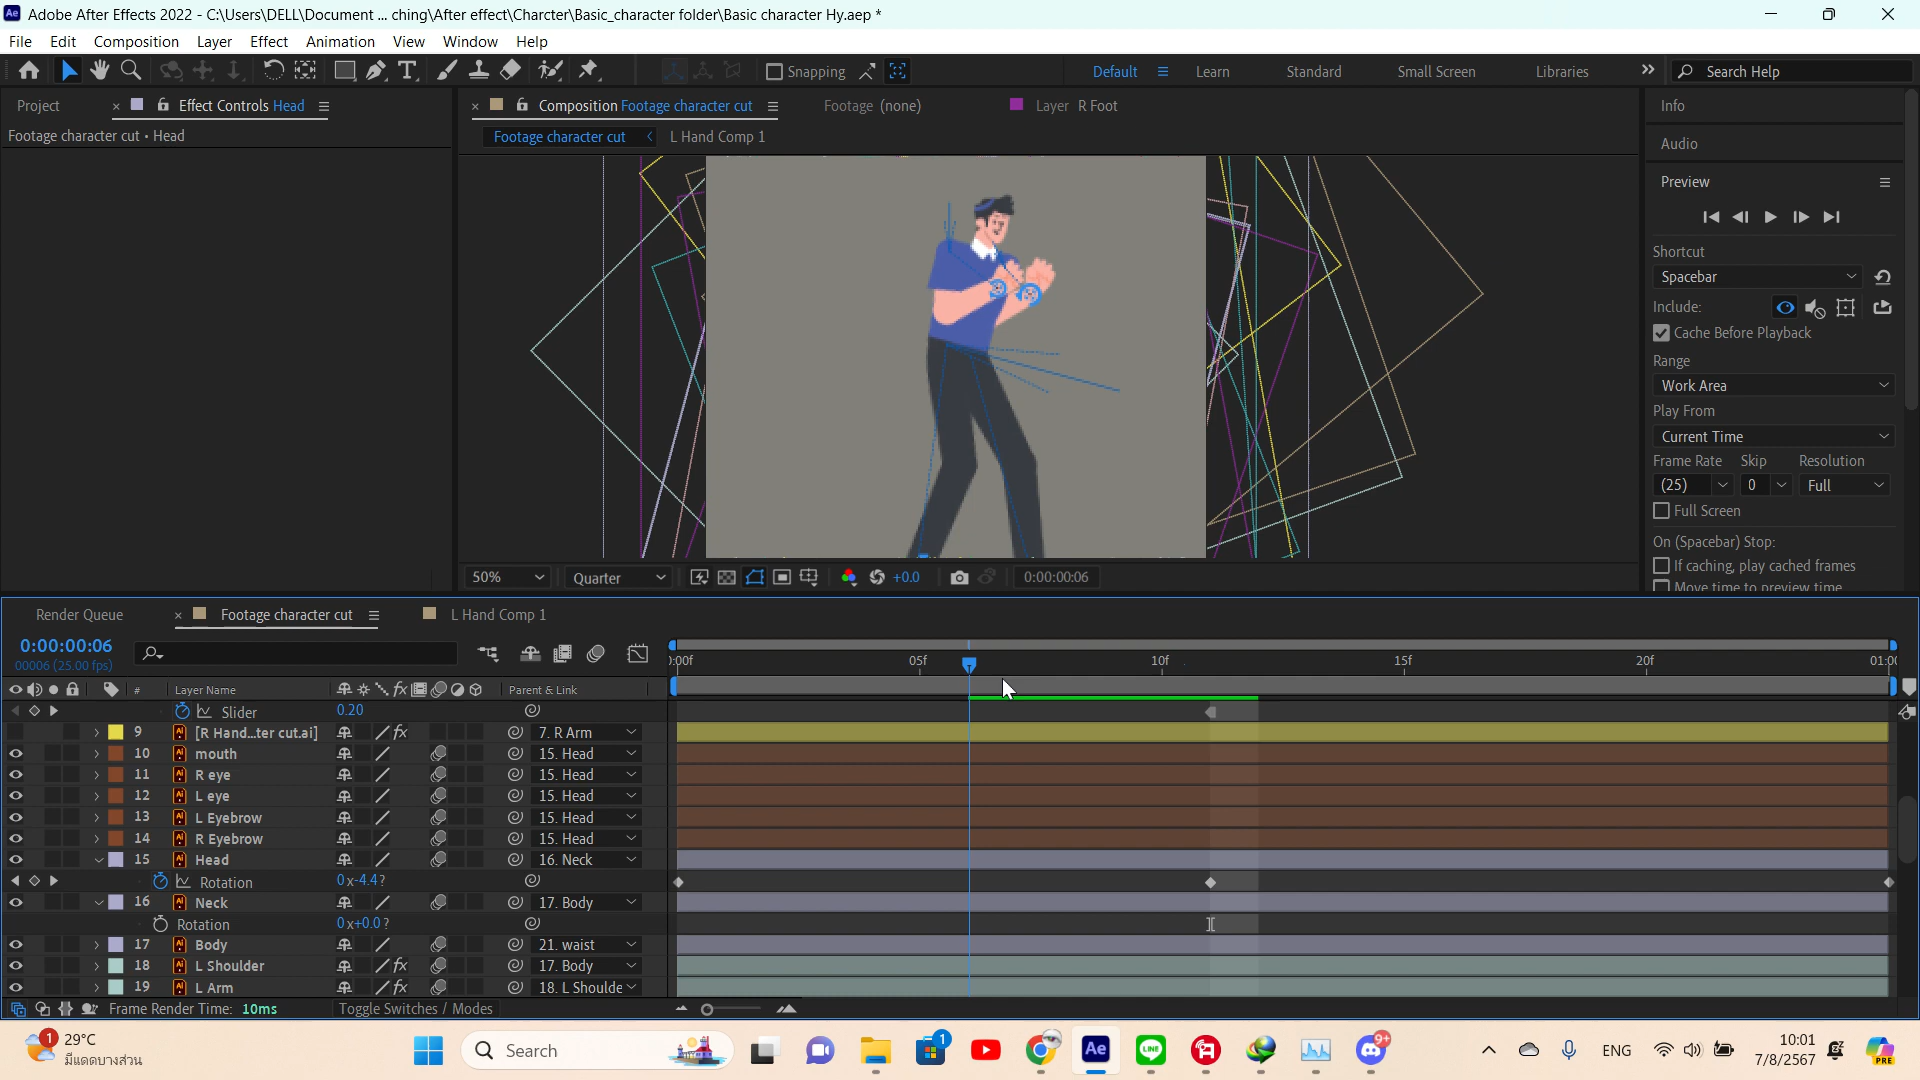 Adobe After Effects 2022 - C:\Users\DELL\Document ... ching\After effect\Charcter\Basic_character folder\Basic character Hy.aep *
File Edit Composition Layer Effect Animation View Window Help
Snapping Default Learn Standard Small Screen Libraries Search Help
Project Effect Controls Head Composition Footage character cut Footage (none) Layer R Foot Info
Footage character cut • Head Footage character cut L Hand Comp 1 Audio
Preview
Shortcut
Spacebar
Include:
Cache Before Playback
Range
Work Area
Play From
Current Time
Frame Rate Skip Resolution
(25) 0 Full
Full Screen
On (Spacebar) Stop:
If caching, play cached frames
Move time to preview time
50% Quarter +0.0 0:00:00:06
Render Queue Footage character cut L Hand Comp 1
0:00:00:06
00006 (25.00 fps)
):00f 05f 10f 15f 20f 01:00
# Layer Name fx Parent & Link
Slider 0.20
9 [R Hand...ter cut.ai] fx 7. R Arm
10 mouth 15. Head
11 R eye 15. Head
12 L eye 15. Head
13 L Eyebrow 15. Head
14 R Eyebrow 15. Head
15 Head 16. Neck
Rotation 0x-4.4?
16 Neck 17. Body
Rotation 0x+0.0?
17 Body 21. waist
18 L Shoulder fx 17. Body
19 L Arm fx 18. L Shoulde
Frame Render Time: 10ms Toggle Switches / Modes
1 29°C
มีแดดบางส่วน
Search
1
Ae
LINE
9+
ENG
10:01
7/8/2567
PRE